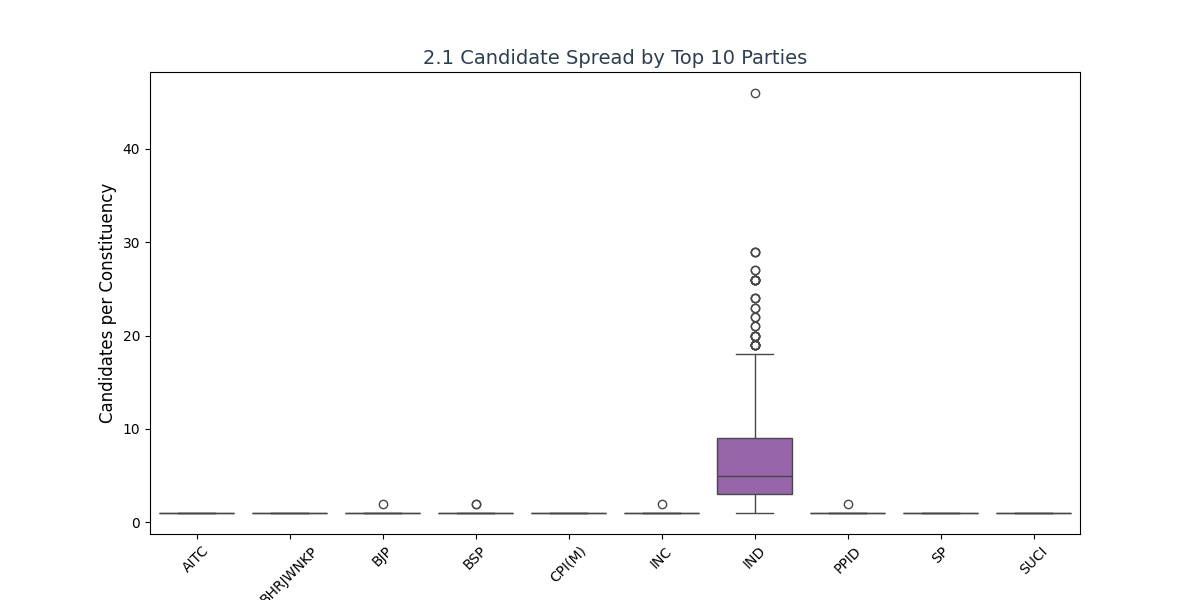 2.1 Candidate Spread by Top 10 Parties
Candidates per Constituency
40
30
20
10
0
AITC
BHRJWNKP
BJP
BSP
CPI(M)
INC
IND
PPID
SP
SUCI